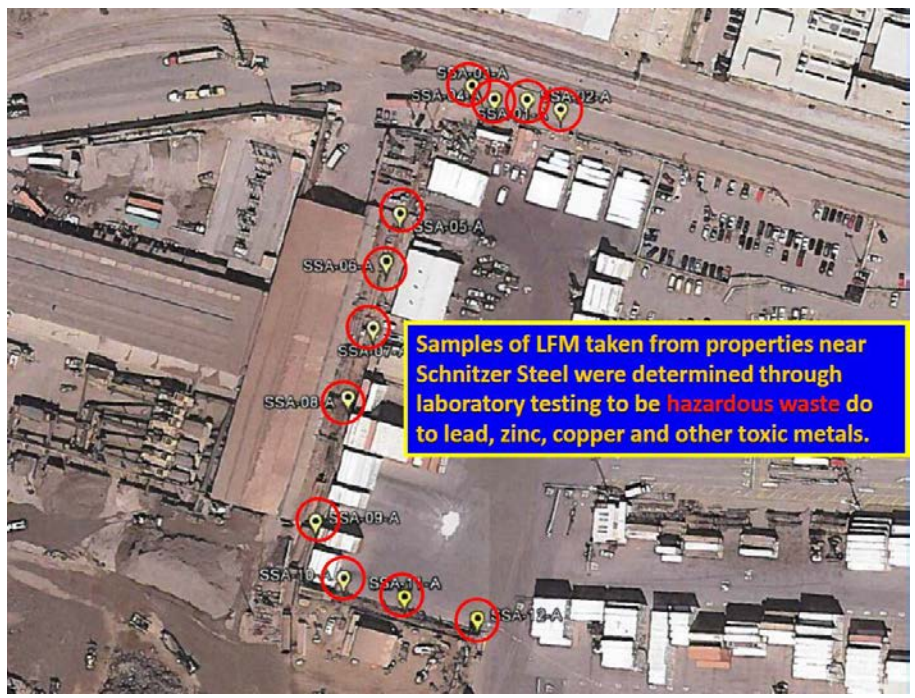 SSA-03-A
SSA-04-A
SSA-01-A
SSA-02-A
SSA-05-A
SSA-06-A
SSA-07-A
Samples of LFM taken from properties near
Schnitzer Steel were determined through
laboratory testing to be hazardous waste do
to lead, zinc, copper and other toxic metals.
SSA-08-A
SSA-09-A
SSA-10-A
SSA-11-A
SSA-12-A